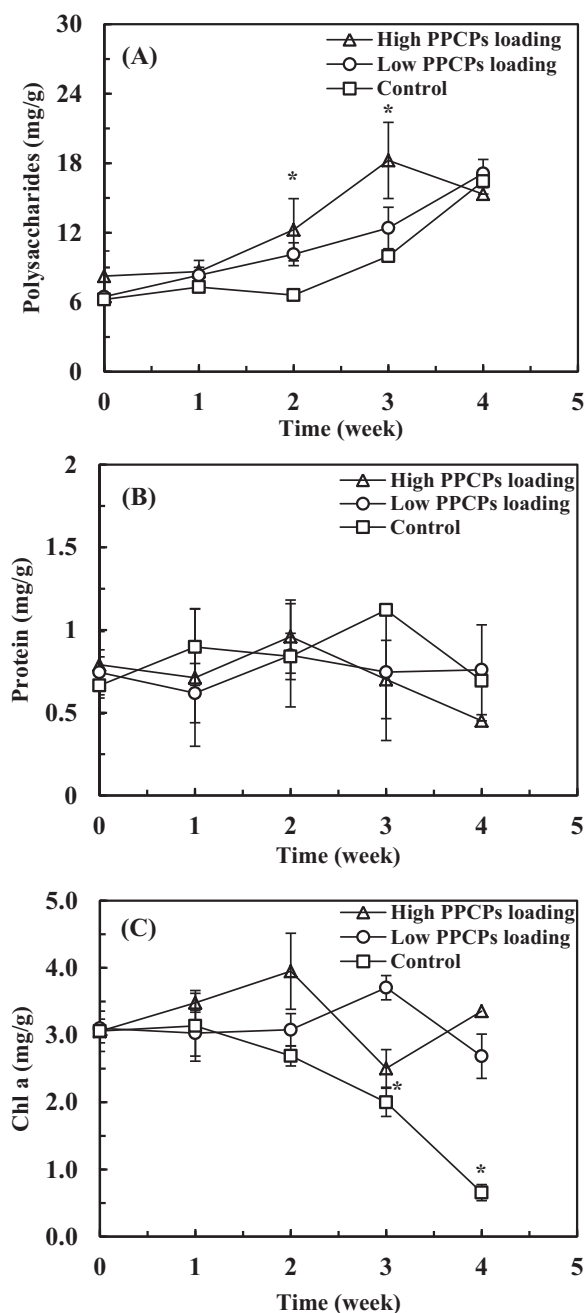 (A)
High PPCPs loading
Low PPCPs loading
Control
30
24
18
12
6
0
*
*
Polysaccharides (mg/g)
0 1 2 3 4 5
Time (week)
(B)
High PPCPs loading
Low PPCPs loading
Control
2
1.5
1
0.5
0
Protein (mg/g)
0 1 2 3 4 5
Time (week)
(C)
High PPCPs loading
Low PPCPs loading
Control
5.0
4.0
3.0
2.0
1.0
0.0
*
*
Chl a (mg/g)
0 1 2 3 4 5
Time (week)